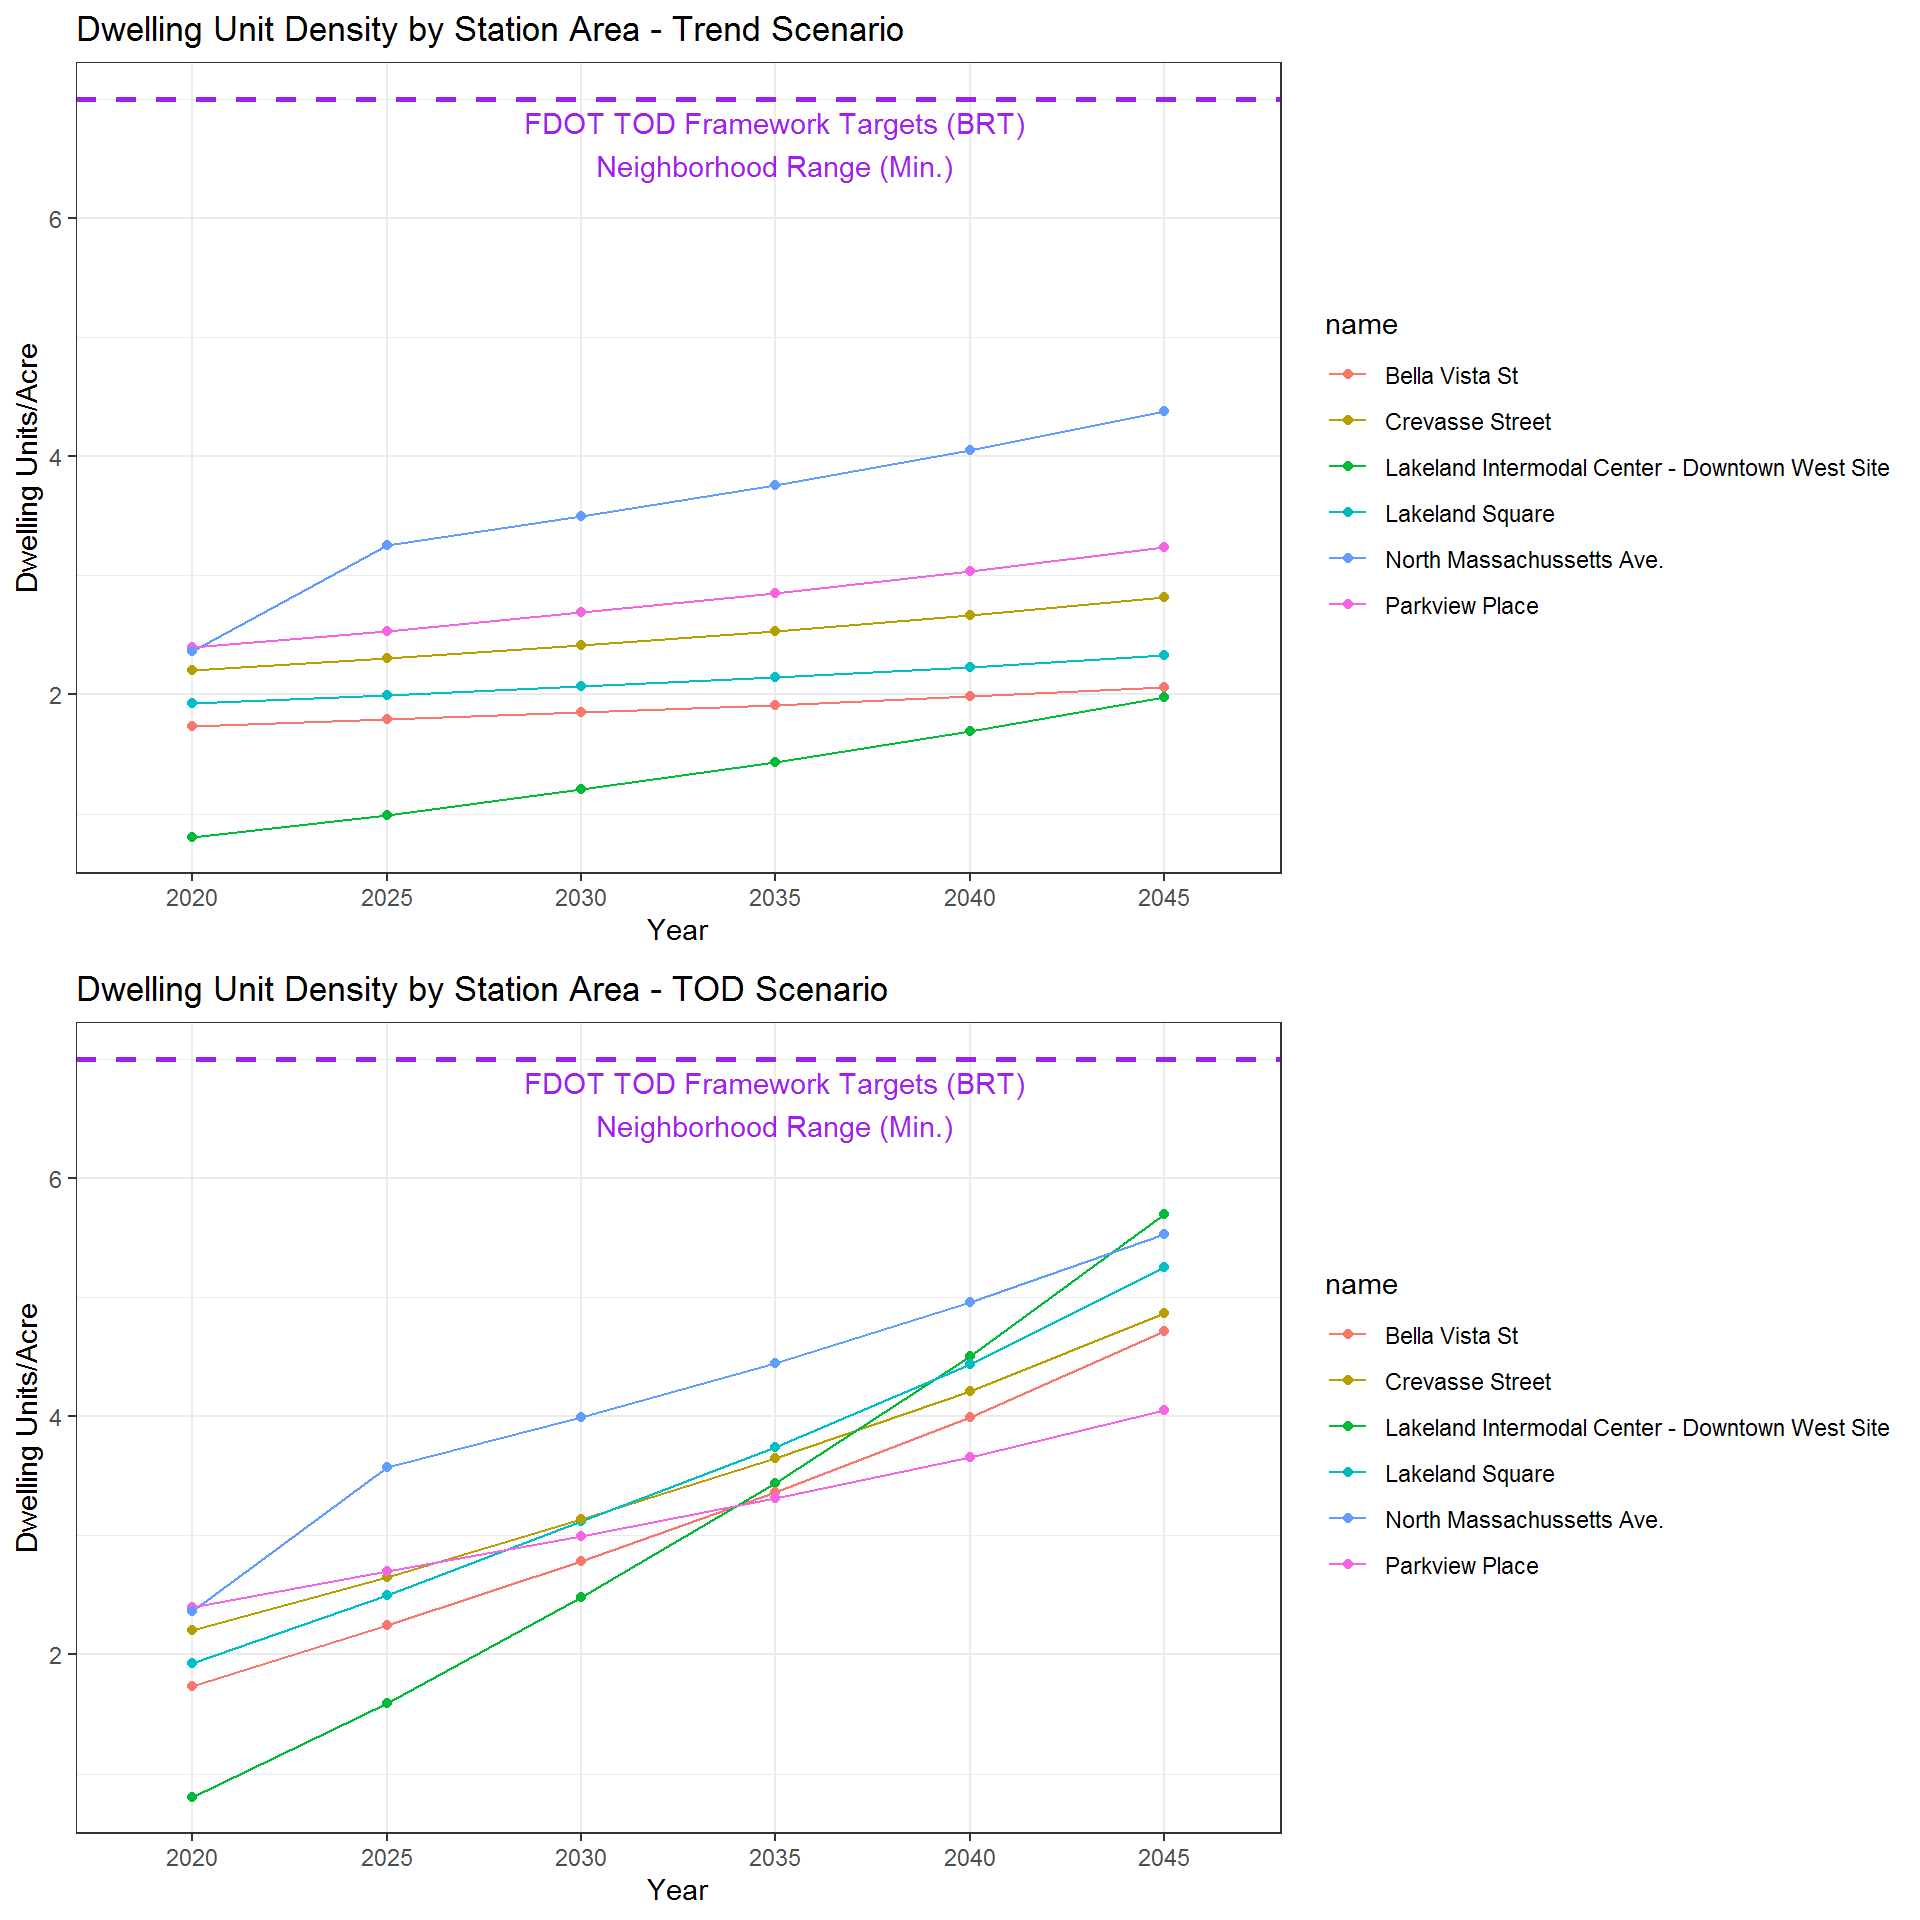 Dwelling Unit Density by Station Area - Trend Scenario
FDOT TOD Framework Targets (BRT)
Neighborhood Range (Min.)
6
4
2
Dwelling Units/Acre
2020 2025 2030 2035 2040 2045
Year
name
Bella Vista St
Crevasse Street
Lakeland Intermodal Center - Downtown West Site
Lakeland Square
North Massachussetts Ave.
Parkview Place
Dwelling Unit Density by Station Area - TOD Scenario
FDOT TOD Framework Targets (BRT)
Neighborhood Range (Min.)
6
4
2
Dwelling Units/Acre
2020 2025 2030 2035 2040 2045
Year
name
Bella Vista St
Crevasse Street
Lakeland Intermodal Center - Downtown West Site
Lakeland Square
North Massachussetts Ave.
Parkview Place